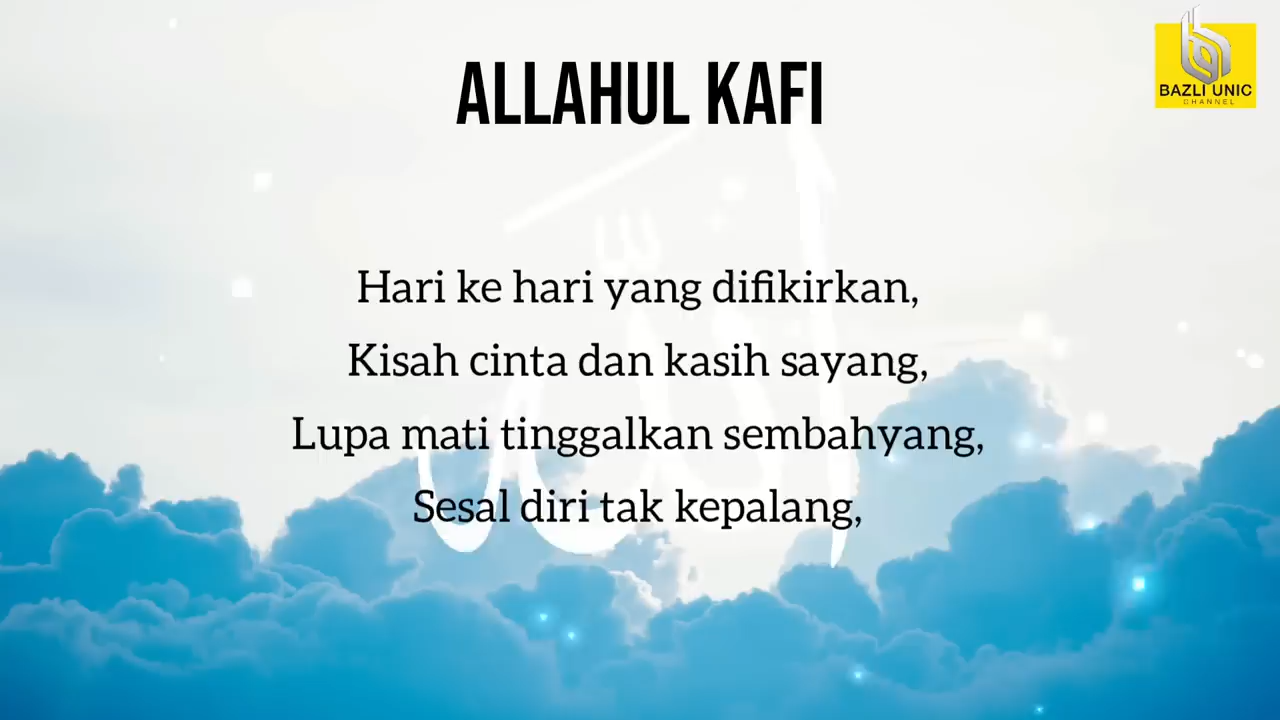 ALLAHUL KAFI
BAZLI UNIC
CHANNEL
الله
Hari ke hari yang difikirkan,
Kisah cinta dan kasih sayang,
Lupa mati tinggalkan sembahyang,
Sesal diri tak kepalang,